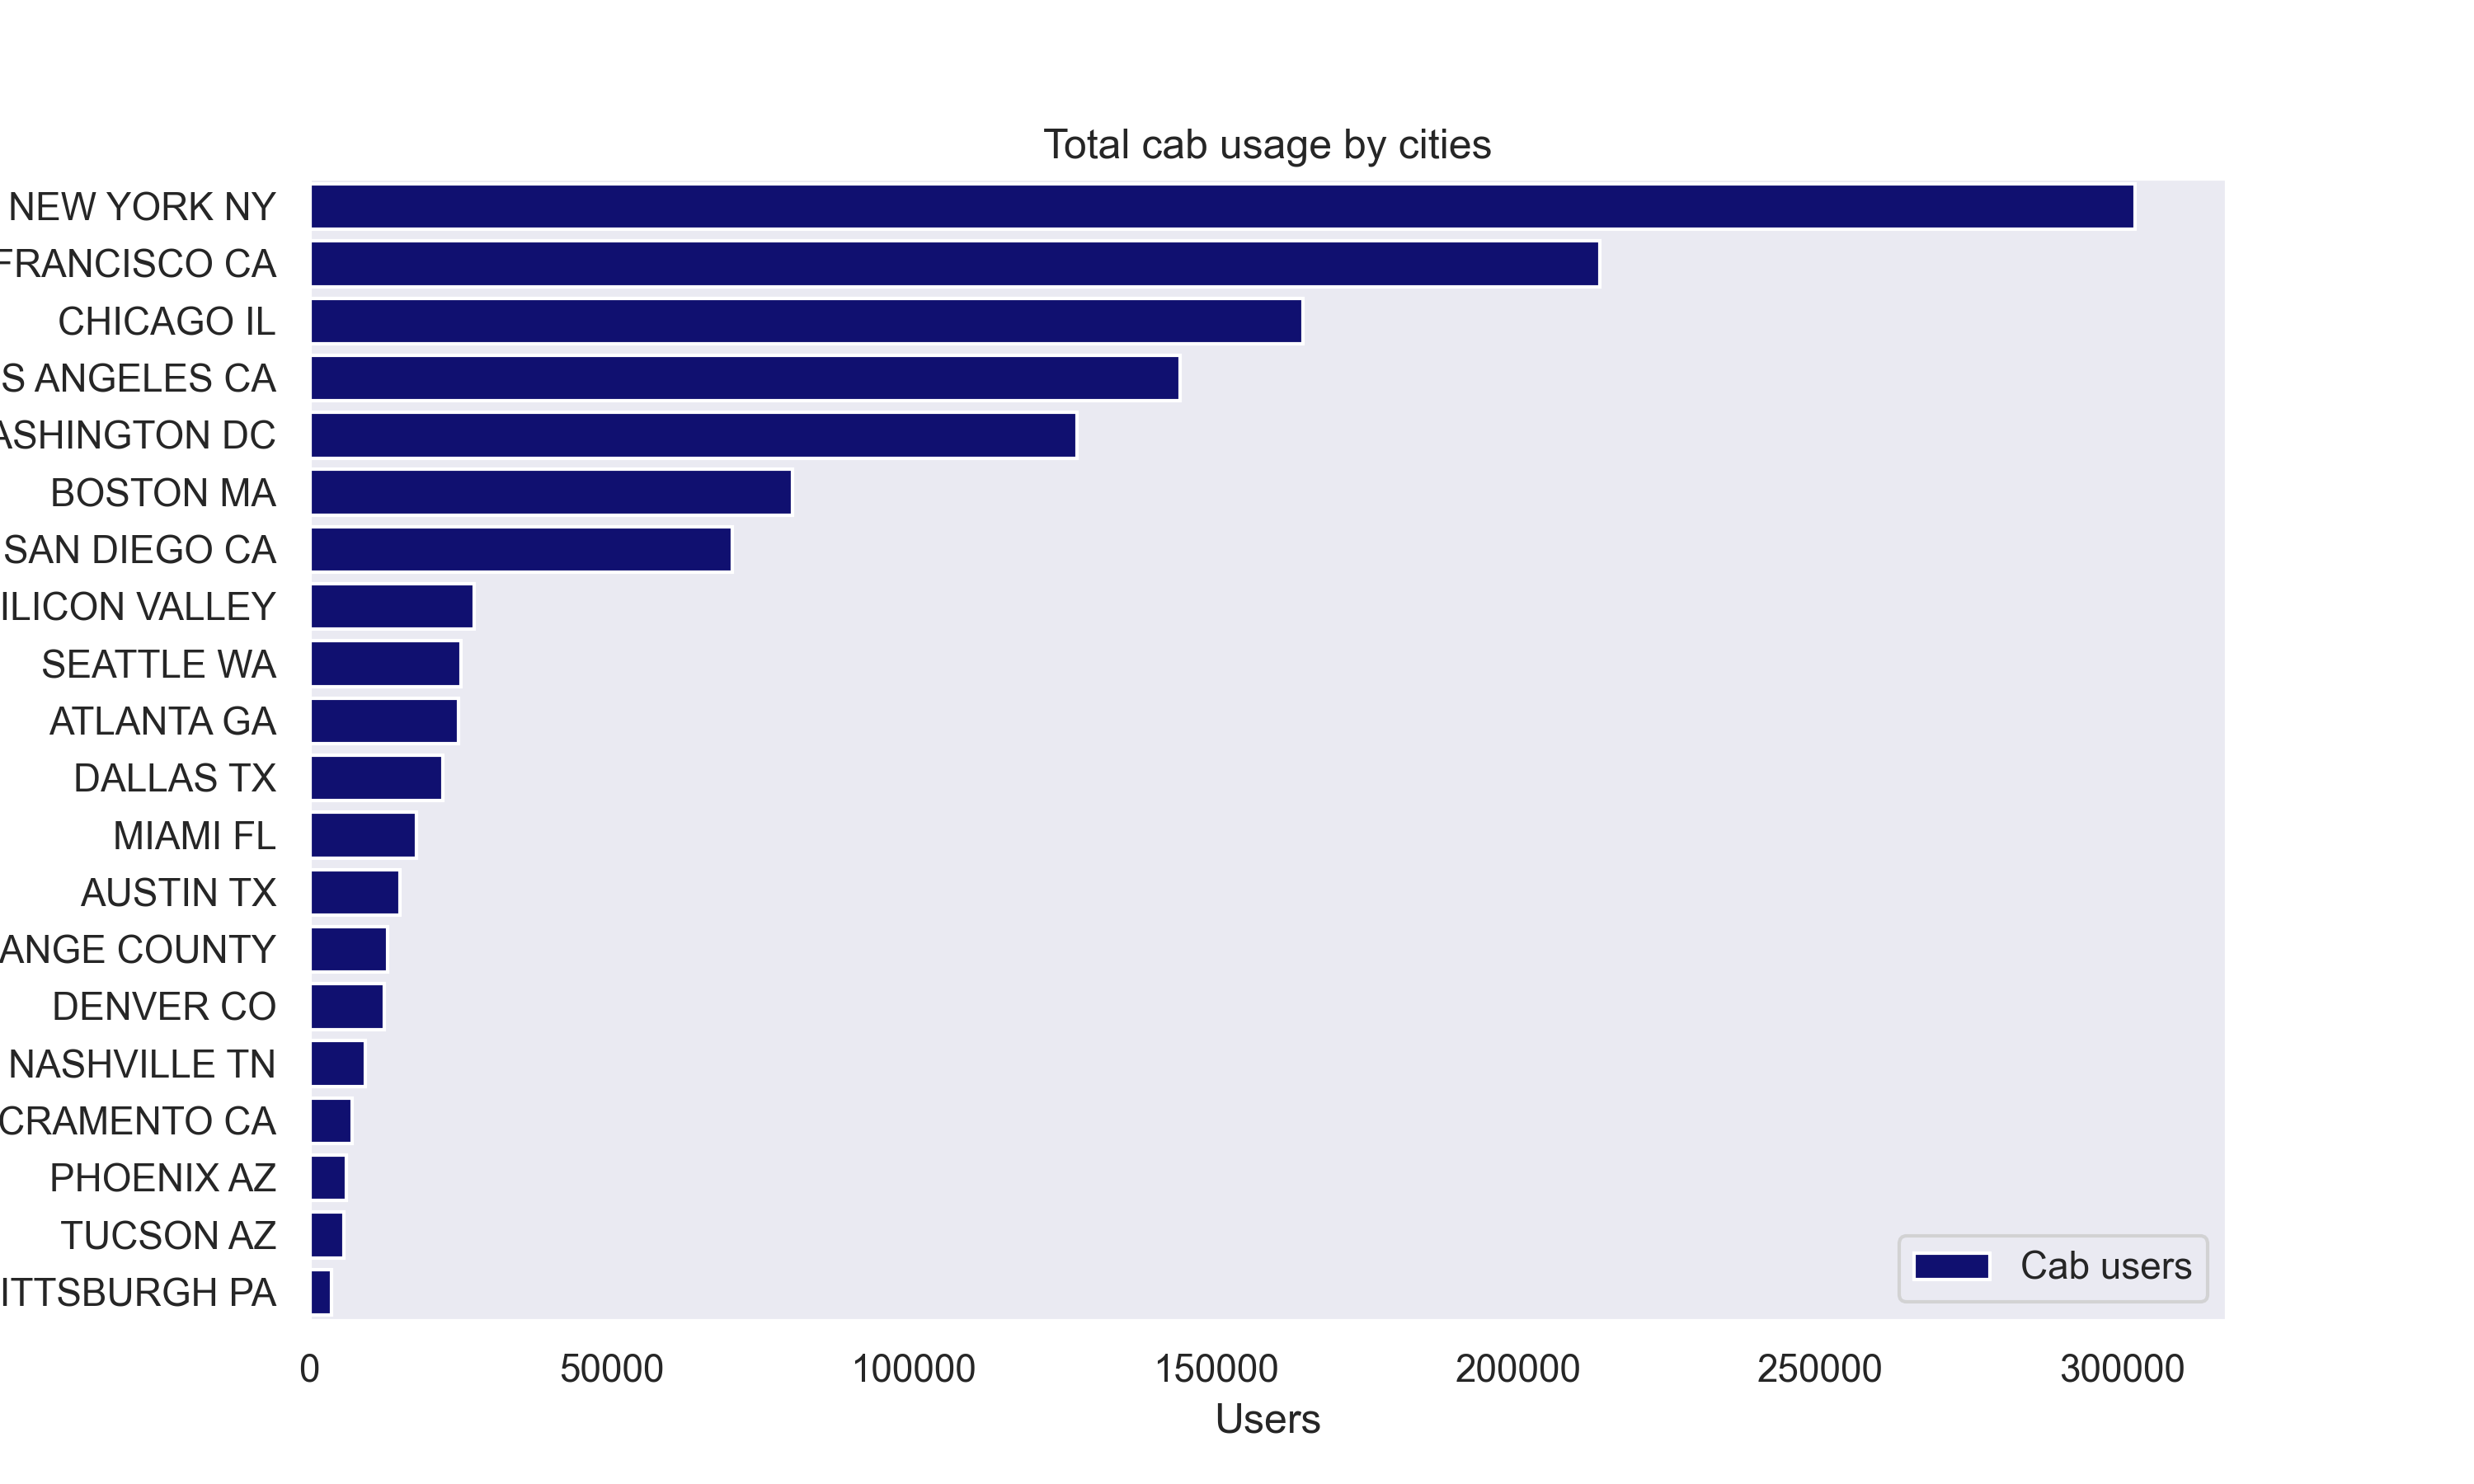 Total cab usage by cities
NEW YORK NY
FRANCISCO CA
CHICAGO IL
S ANGELES CA
ASHINGTON DC
BOSTON MA
SAN DIEGO CA
ILICON VALLEY
SEATTLE WA
ATLANTA GA
DALLAS TX
MIAMI FL
AUSTIN TX
ANGE COUNTY
DENVER CO
NASHVILLE TN
CRAMENTO CA
PHOENIX AZ
TUCSON AZ
ITTSBURGH PA
Cab users
0 50000 100000 150000 200000 250000 300000
Users